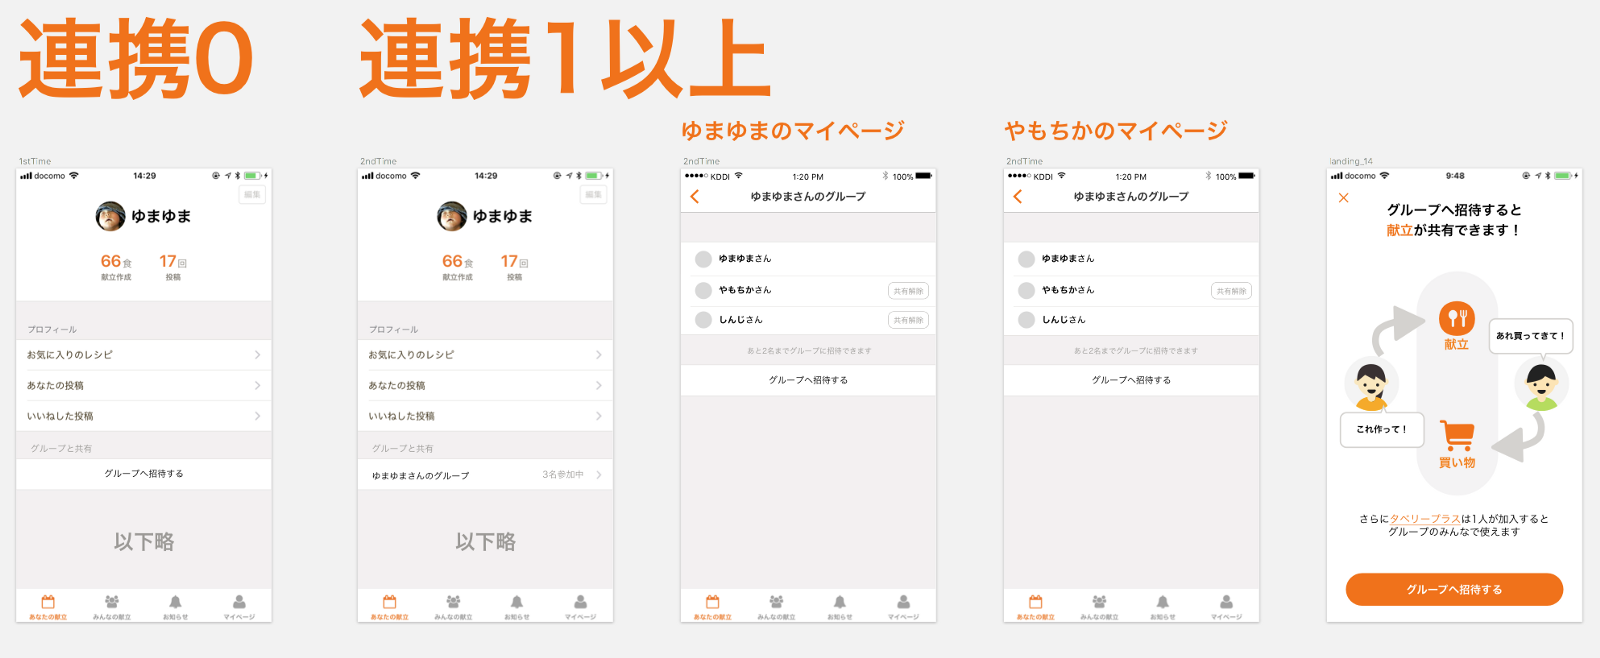 連携0
連携1以上
ゆまゆまのマイページ
やもちかのマイページ
1stTime
docomo
14:29
編集
ゆまゆま
66食
17回
献立作成
投稿
プロフィール
お気に入りのレシピ
あなたの投稿
いいねした投稿
グループと共有
グループへ招待する
以下略
あなたの献立
みんなの献立
お知らせ
マイページ
2ndTime
docomo
14:29
編集
ゆまゆま
66食
17回
献立作成
投稿
プロフィール
お気に入りのレシピ
あなたの投稿
いいねした投稿
グループと共有
ゆまゆまさんのグループ
3名参加中
以下略
あなたの献立
みんなの献立
お知らせ
マイページ
2ndTime
KDDI
1:20 PM
100%
ゆまゆまさんのグループ
ゆまゆまさん
やもちかさん
共有解除
しんじさん
共有解除
あと2名までグループに招待できます
グループへ招待する
あなたの献立
みんなの献立
お知らせ
マイページ
2ndTime
KDDI
1:20 PM
100%
ゆまゆまさんのグループ
ゆまゆまさん
やもちかさん
共有解除
しんじさん
あと2名までグループに招待できます
グループへ招待する
あなたの献立
みんなの献立
お知らせ
マイページ
landing_14
docomo
9:48
グループへ招待すると
献立が共有できます！
献立
あれ買ってきて！
これ作って！
買い物
さらにタベリープラスは1人が加入すると
グループのみんなで使えます
グループへ招待する